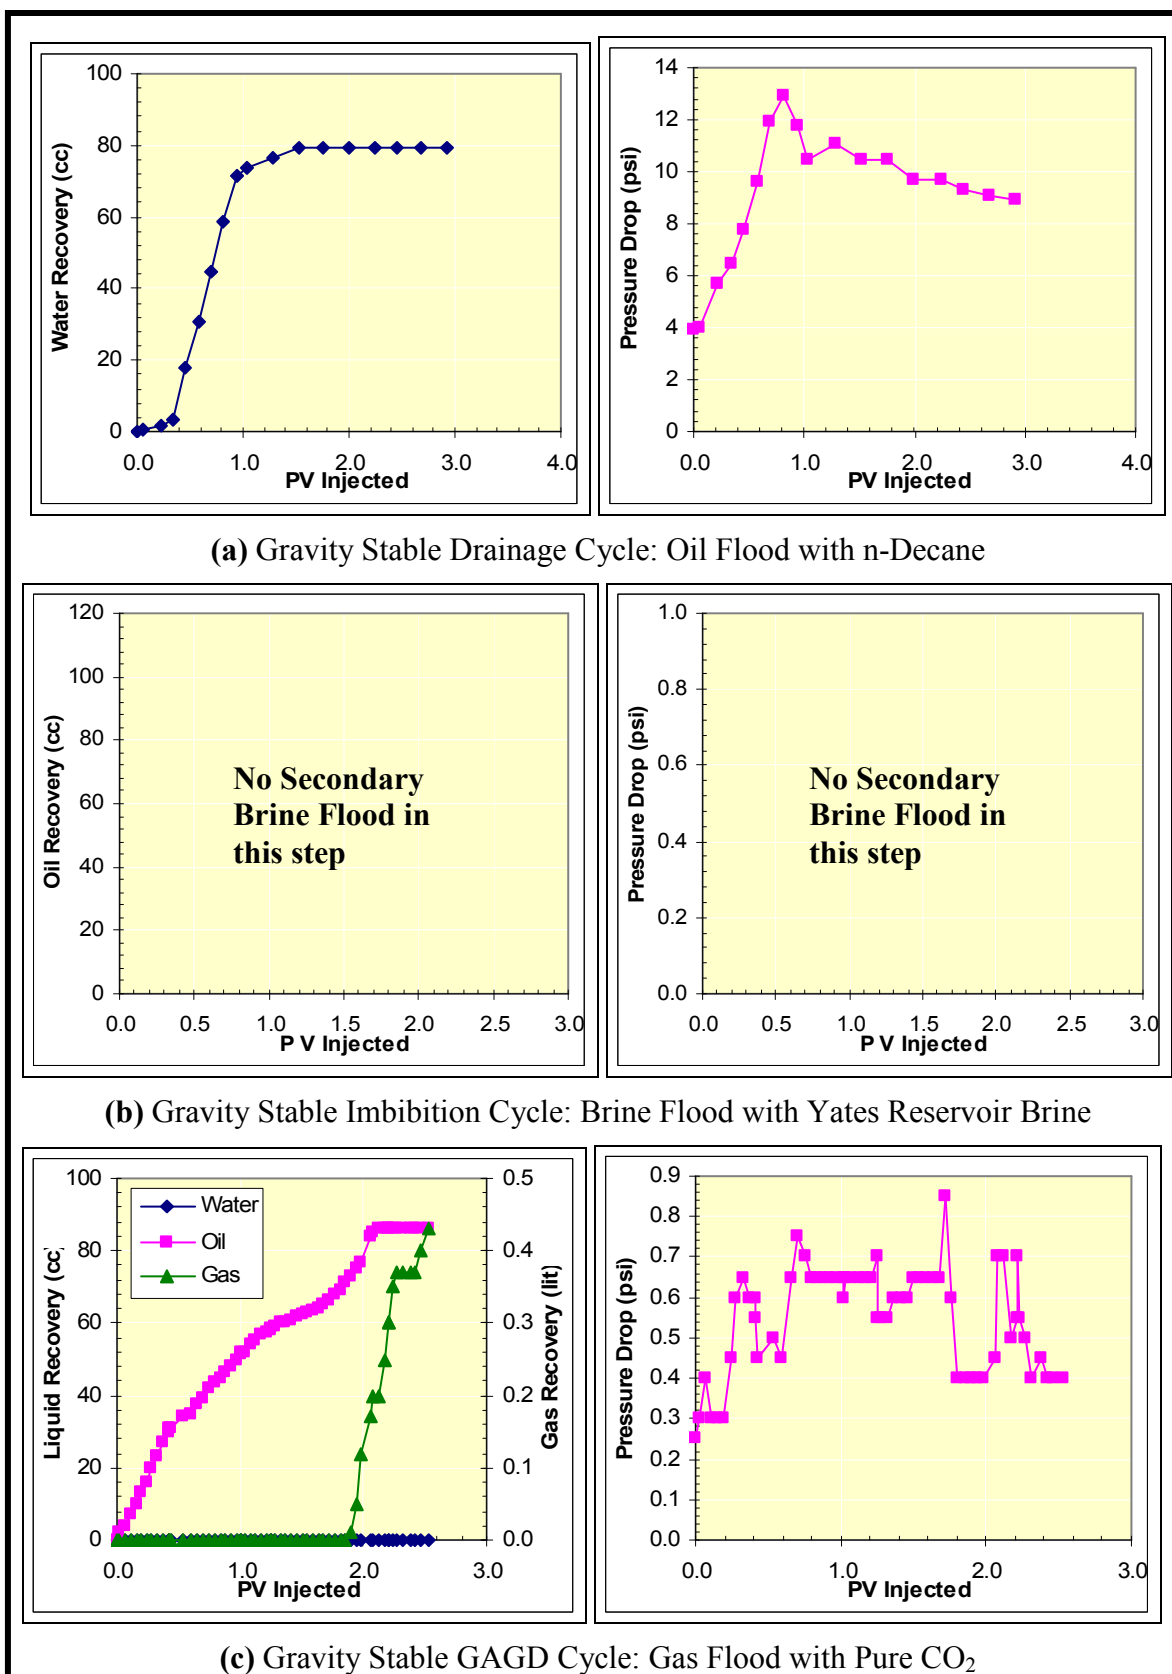 100
80
60
40
20
0
Water Recovery (cc)
0.0 1.0 2.0 3.0 4.0
PV Injected
14
12
10
8
6
4
2
0
Pressure Drop (psi)
0.0 1.0 2.0 3.0 4.0
PV Injected
(a) Gravity Stable Drainage Cycle: Oil Flood with n-Decane
120
100
80
60
40
20
0
Oil Recovery (cc)
No Secondary
Brine Flood in
this step
0.0 0.5 1.0 1.5 2.0 2.5 3.0
P V Injected
1.0
0.8
0.6
0.4
0.2
0.0
Pressure Drop (psi)
No Secondary
Brine Flood in
this step
0.0 0.5 1.0 1.5 2.0 2.5 3.0
P V Injected
(b) Gravity Stable Imbibition Cycle: Brine Flood with Yates Reservoir Brine
100
80
60
40
20
0
Liquid Recovery (cc)
Water
Oil
Gas
0.5
0.4
0.3
0.2
0.1
0.0
Gas Recovery (lit)
0.0 1.0 2.0 3.0
PV Injected
0.9
0.8
0.7
0.6
0.5
0.4
0.3
0.2
0.1
0.0
Pressure Drop (psi)
0.0 1.0 2.0 3.0
PV Injected
(c) Gravity Stable GAGD Cycle: Gas Flood with Pure CO₂